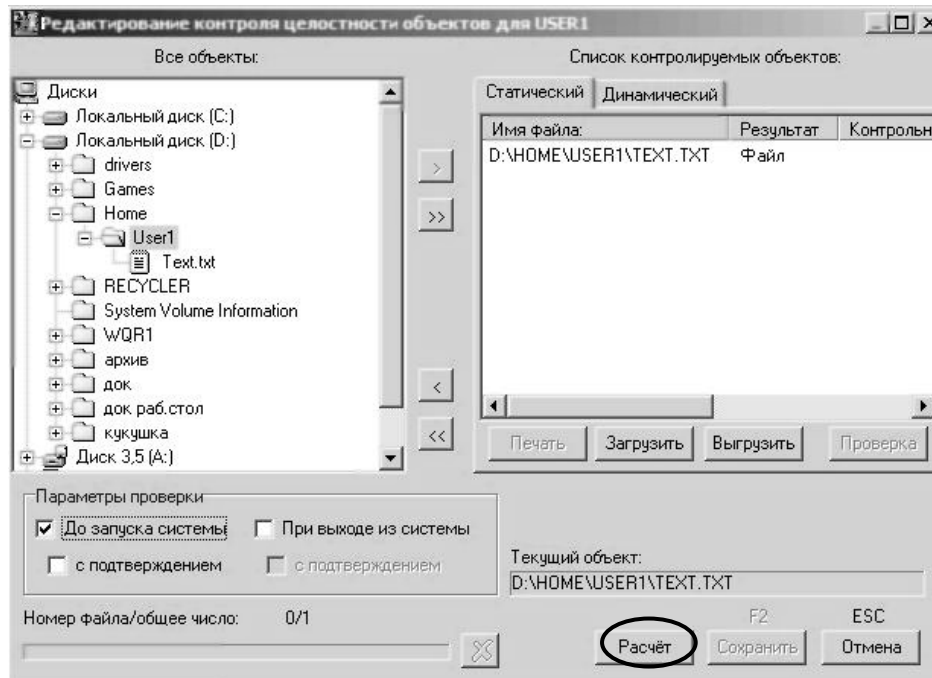 Редактирование контроля целостности объектов для USER1
Все объекты:
Диски
Локальный диск (C:)
Локальный диск (D:)
drivers
Games
Home
User1
Text.txt
RECYCLER
System Volume Information
WQR1
архив
док
док раб.стол
кукушка
Диск 3,5 (A:)
>
>>
<
<<
Список контролируемых объектов:
Статический Динамический
Имя файла: Результат Контрольн
D:\HOME\USER1\TEXT.TXT Файл
Печать Загрузить Выгрузить Проверка
Параметры проверки
До запуска системы При выходе из системы
с подтверждением с подтверждением
Текущий объект:
D:\HOME\USER1\TEXT.TXT
Номер файла/общее число: 0/1
F2 ESC
Расчёт Сохранить Отмена